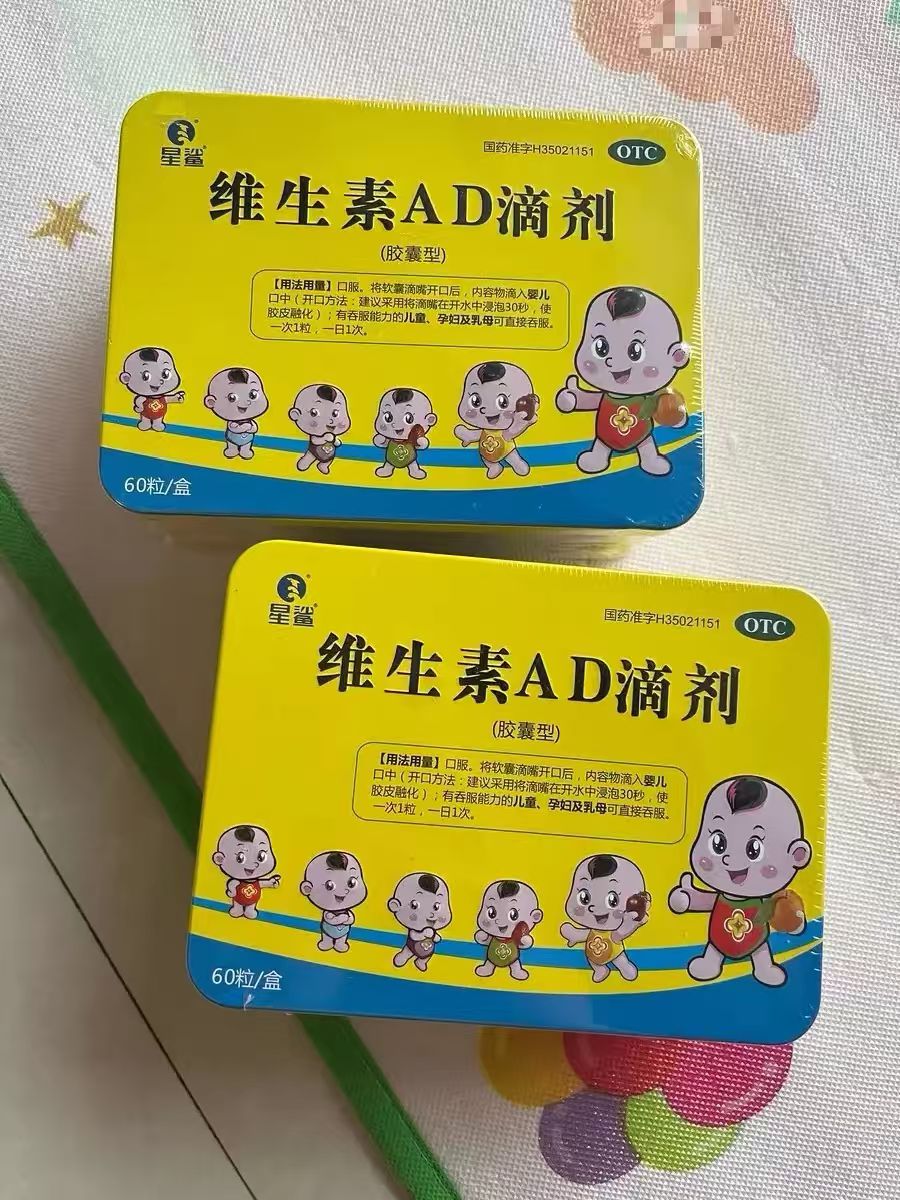 星鲨®
国药准字H35021151
OTC
维生素AD滴剂
(胶囊型)
【用法用量】口服。将软囊滴嘴开口后，内容物滴入婴儿
口中（开口方法：建议采用将滴嘴在开水中浸泡30秒，使
胶皮融化）；有吞服能力的儿童、孕妇及乳母可直接吞服。
一次1粒，一日1次。
60粒/盒
星鲨®
国药准字H35021151
OTC
维生素AD滴剂
(胶囊型)
【用法用量】口服。将软囊滴嘴开口后，内容物滴入婴儿
口中（开口方法：建议采用将滴嘴在开水中浸泡30秒，使
胶皮融化）；有吞服能力的儿童、孕妇及乳母可直接吞服。
一次1粒，一日1次。
60粒/盒